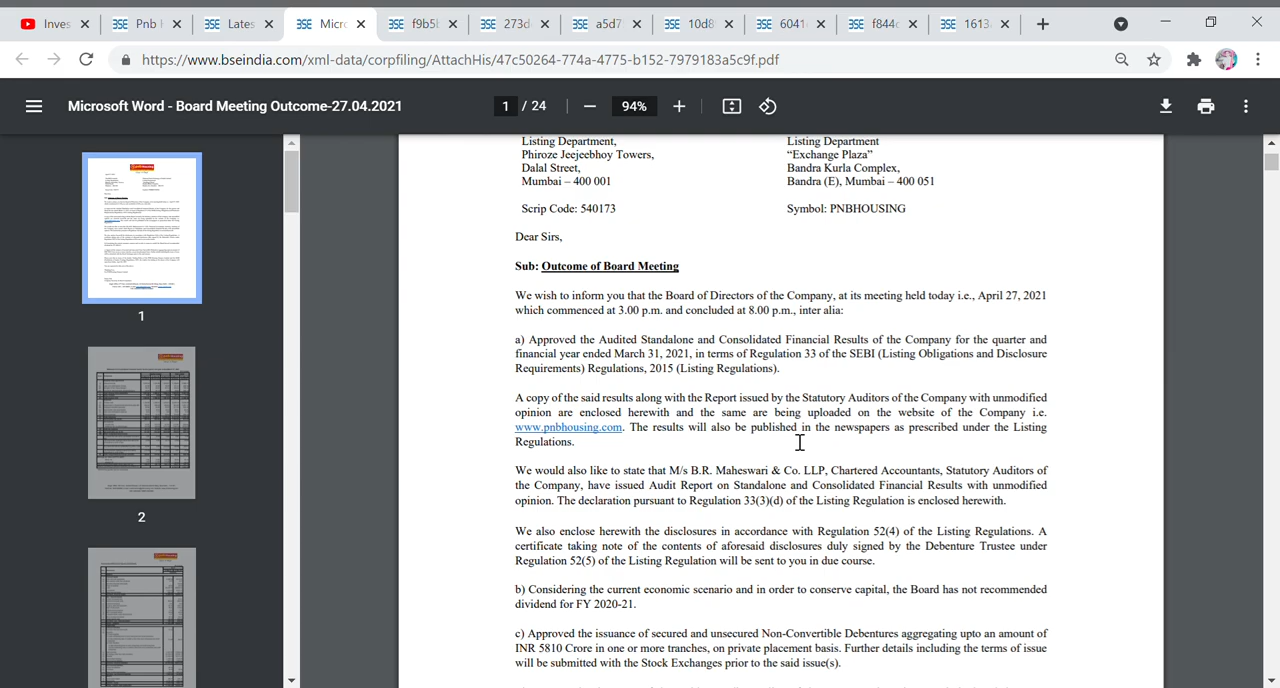 Inves
Pnb
Lates
Micro
f9b5
273d
a5d7
10d8
6041
f844c
1613
https://www.bseindia.com/xml-data/corpfiling/AttachHis/47c50264-774a-4775-b152-7979183a5c9f.pdf
Microsoft Word - Board Meeting Outcome-27.04.2021
1 / 24
94%
Listing Department,
Phiroze Jeejeebhoy Towers,
Dalal Street,
Mumbai – 400 001
Listing Department
“Exchange Plaza”
Bandra Kurla Complex,
Bandra (E), Mumbai – 400 051
Scrip Code: 540173
Symbol: PNBHOUSING
Dear Sirs,
Sub: Outcome of Board Meeting
We wish to inform you that the Board of Directors of the Company, at its meeting held today i.e., April 27, 2021
which commenced at 3.00 p.m. and concluded at 8.00 p.m., inter alia:
a) Approved the Audited Standalone and Consolidated Financial Results of the Company for the quarter and
financial year ended March 31, 2021, in terms of Regulation 33 of the SEBI (Listing Obligations and Disclosure
Requirements) Regulations, 2015 (Listing Regulations).
A copy of the said results along with the Report issued by the Statutory Auditors of the Company with unmodified
opinion are enclosed herewith and the same are being uploaded on the website of the Company i.e.
www.pnbhousing.com. The results will also be published in the newspapers as prescribed under the Listing
Regulations.
We would also like to state that M/s B.R. Maheswari & Co. LLP, Chartered Accountants, Statutory Auditors of
the Company, have issued Audit Report on Standalone and Consolidated Financial Results with unmodified
opinion. The declaration pursuant to Regulation 33(3)(d) of the Listing Regulation is enclosed herewith.
We also enclose herewith the disclosures in accordance with Regulation 52(4) of the Listing Regulations. A
certificate taking note of the contents of aforesaid disclosures duly signed by the Debenture Trustee under
Regulation 52(5) of the Listing Regulation will be sent to you in due course.
b) Considering the current economic scenario and in order to conserve capital, the Board has not recommended
dividend for FY 2020-21.
c) Approved the issuance of secured and unsecured Non-Convertible Debentures aggregating upto an amount of
INR 5810 Crore in one or more tranches, on private placement basis. Further details including the terms of issue
will be submitted with the Stock Exchanges prior to the said issue(s).
1
2